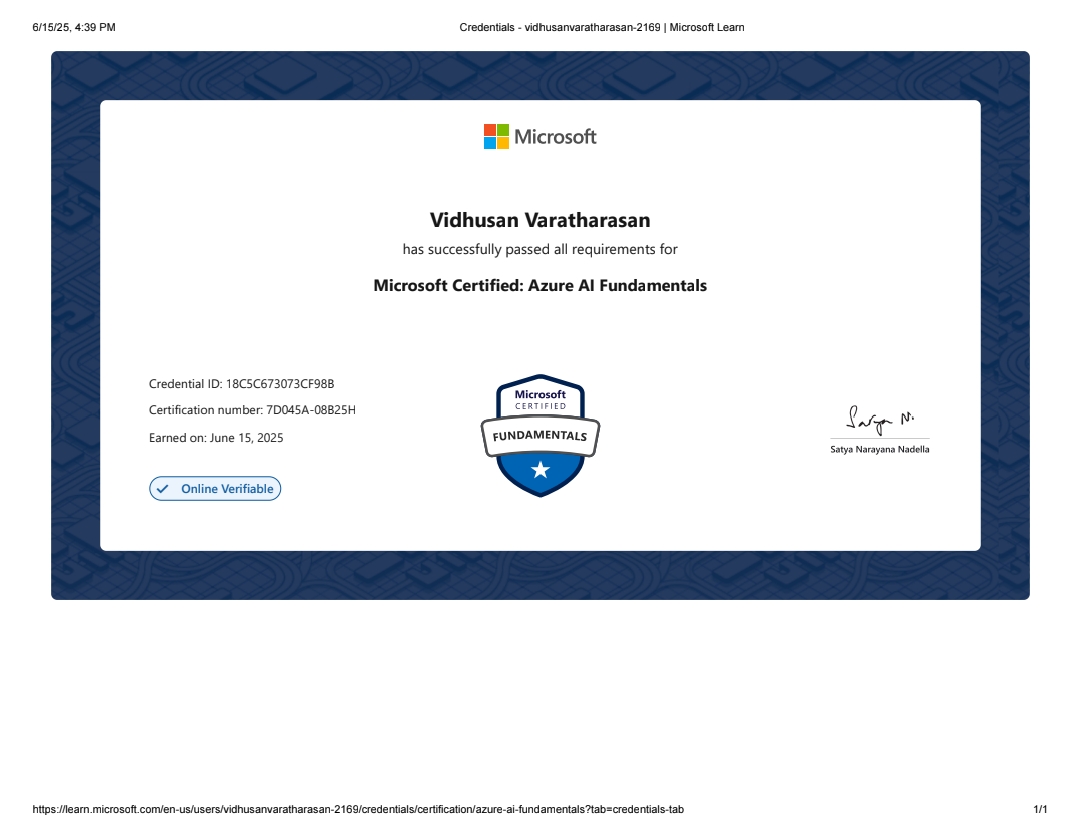 6/15/25, 4:39 PM Credentials - vidhusanvaratharasan-2169 | Microsoft Learn
Microsoft
Vidhusan Varatharasan
has successfully passed all requirements for
Microsoft Certified: Azure AI Fundamentals
Credential ID: 18C5C673073CF98B
Certification number: 7D045A-08B25H
Earned on: June 15, 2025
Online Verifiable
Microsoft
CERTIFIED
FUNDAMENTALS
Satya N.
Satya Narayana Nadella
https://learn.microsoft.com/en-us/users/vidhusanvaratharasan-2169/credentials/certification/azure-ai-fundamentals?tab=credentials-tab 1/1